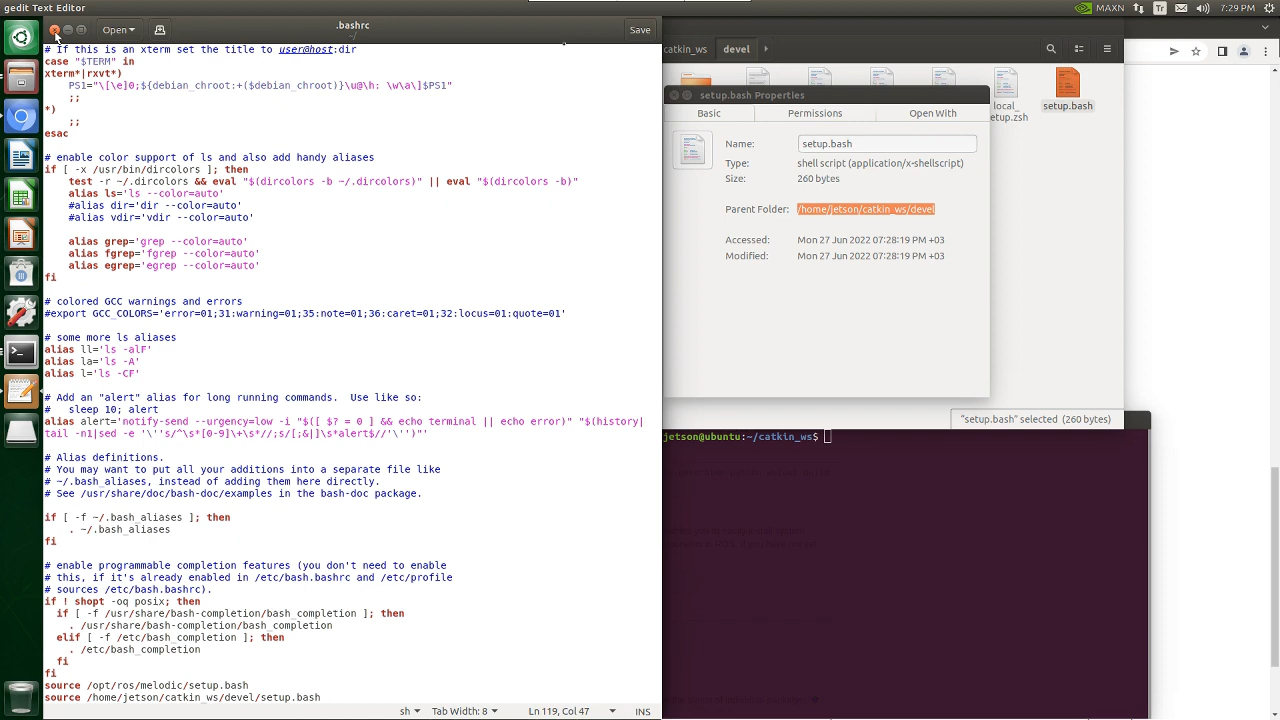 gedit Text Editor
MAXN
Tr
7:29 PM
Open
.bashrc
~/
Save
# If this is an xterm set the title to user@host:dir
case "$TERM" in
xterm*|rxvt*)
PS1="\[\e]0;${debian_chroot:+($debian_chroot)}\u@\h: \w\a\]$PS1"
;;
*)
;;
esac
# enable color support of ls and also add handy aliases
if [ -x /usr/bin/dircolors ]; then
test -r ~/.dircolors && eval "$(dircolors -b ~/.dircolors)" || eval "$(dircolors -b)"
alias ls='ls --color=auto'
#alias dir='dir --color=auto'
#alias vdir='vdir --color=auto'
alias grep='grep --color=auto'
alias fgrep='fgrep --color=auto'
alias egrep='egrep --color=auto'
fi
# colored GCC warnings and errors
#export GCC_COLORS='error=01;31:warning=01;35:note=01;36:caret=01;32:locus=01:quote=01'
# some more ls aliases
alias ll='ls -alF'
alias la='ls -A'
alias l='ls -CF'
# Add an "alert" alias for long running commands.  Use like so:
#   sleep 10; alert
alias alert='notify-send --urgency=low -i "$([ $? = 0 ] && echo terminal || echo error)" "$(history|
tail -n1|sed -e '\''s/^\s*[0-9]\+\s*//;s/[;&|]\s*alert$//'\'')"'
# Alias definitions.
# You may want to put all your additions into a separate file like
# ~/.bash_aliases, instead of adding them here directly.
# See /usr/share/doc/bash-doc/examples in the bash-doc package.
if [ -f ~/.bash_aliases ]; then
. ~/.bash_aliases
fi
# enable programmable completion features (you don't need to enable
# this, if it's already enabled in /etc/bash.bashrc and /etc/profile
# sources /etc/bash.bashrc).
if ! shopt -oq posix; then
if [ -f /usr/share/bash-completion/bash_completion ]; then
. /usr/share/bash-completion/bash_completion
elif [ -f /etc/bash_completion ]; then
. /etc/bash_completion
fi
fi
source /opt/ros/melodic/setup.bash
source /home/jetson/catkin_ws/devel/setup.bash
sh
Tab Width: 8
Ln 119, Col 47
INS
catkin_ws
devel
local_
setup.zsh
setup.bash
setup.bash Properties
Basic
Permissions
Open With
Name:
setup.bash
Type:
shell script (application/x-shellscript)
Size:
260 bytes
Parent Folder:
/home/jetson/catkin_ws/devel
Accessed:
Mon 27 Jun 2022 07:28:19 PM +03
Modified:
Mon 27 Jun 2022 07:28:19 PM +03
"setup.bash" selected (260 bytes)
jetson@ubuntu:~/catkin_ws$